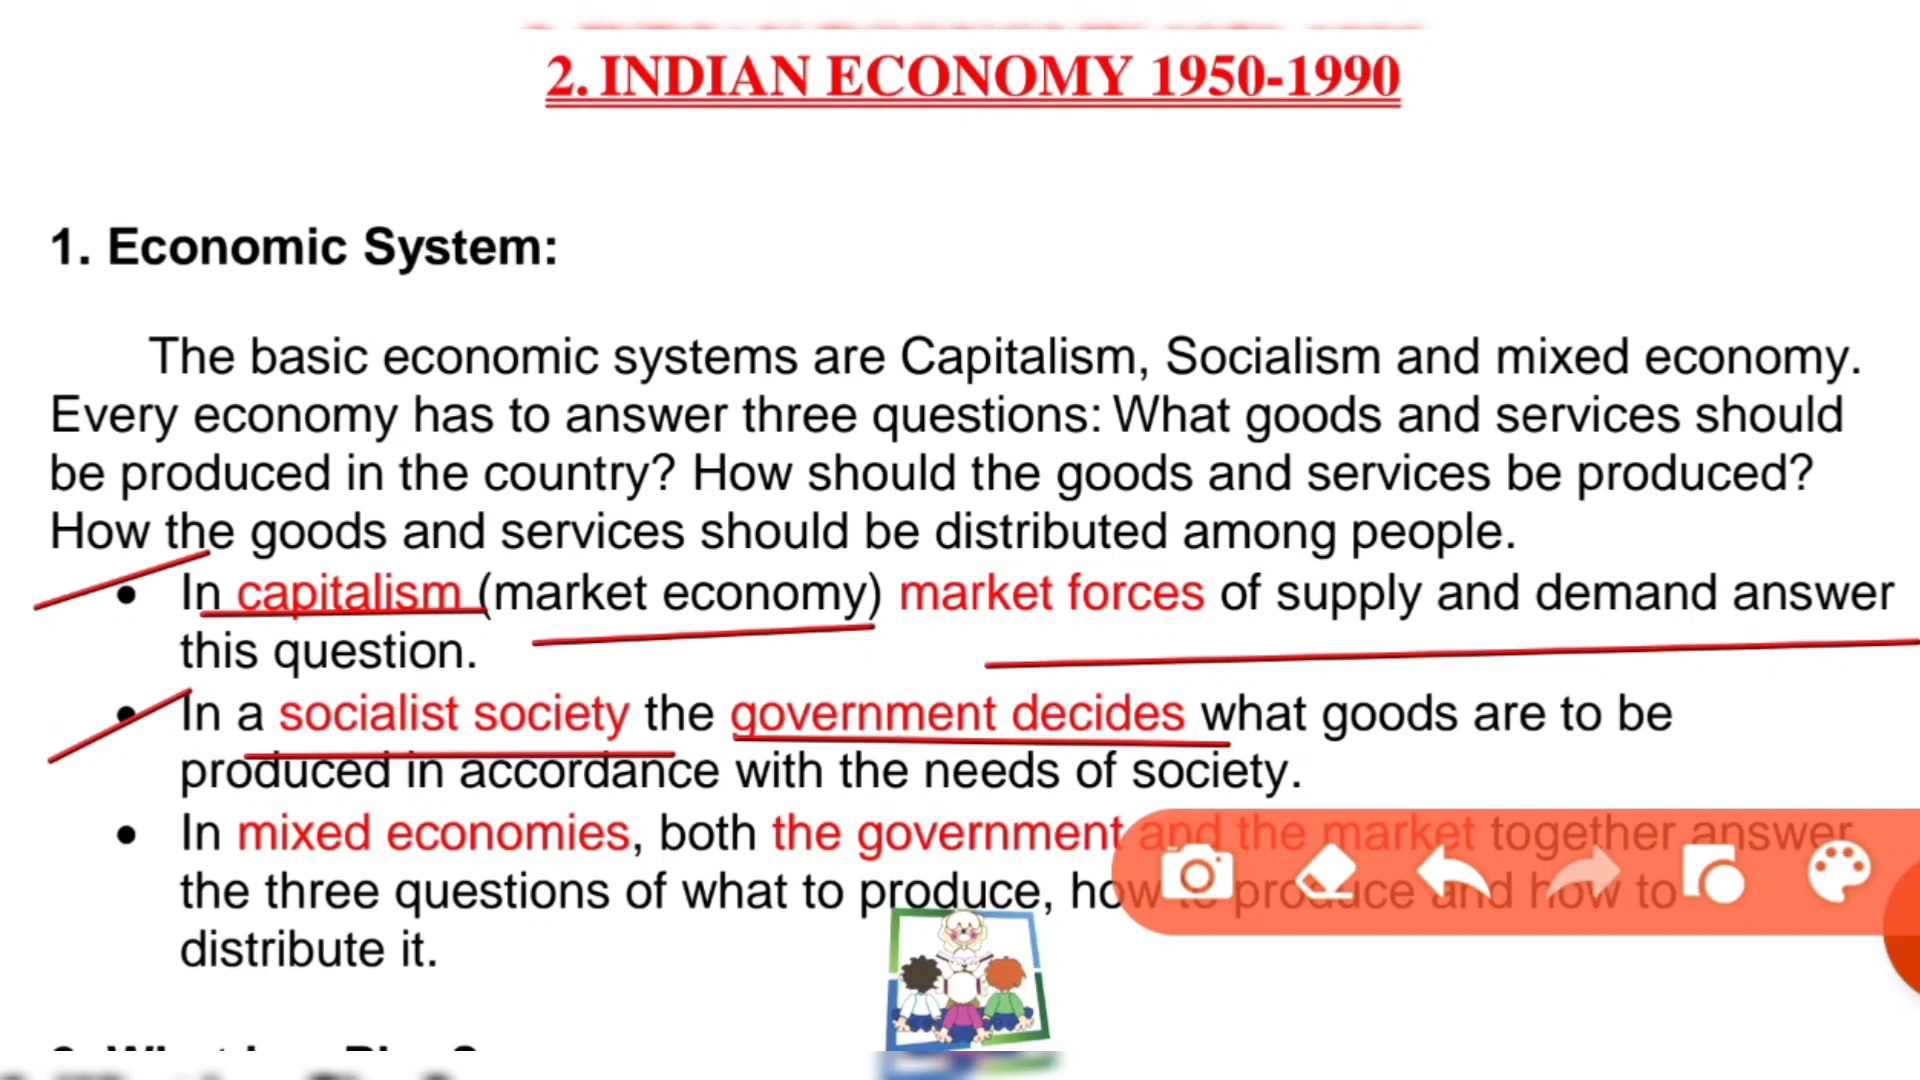 2. INDIAN ECONOMY 1950-1990
1. Economic System:
The basic economic systems are Capitalism, Socialism and mixed economy.
Every economy has to answer three questions: What goods and services should
be produced in the country? How should the goods and services be produced?
How the goods and services should be distributed among people.
• In capitalism (market economy) market forces of supply and demand answer
this question.
• In a socialist society the government decides what goods are to be
produced in accordance with the needs of society.
• In mixed economies, both the government and the market together answer
the three questions of what to produce, how to produce and how to
distribute it.